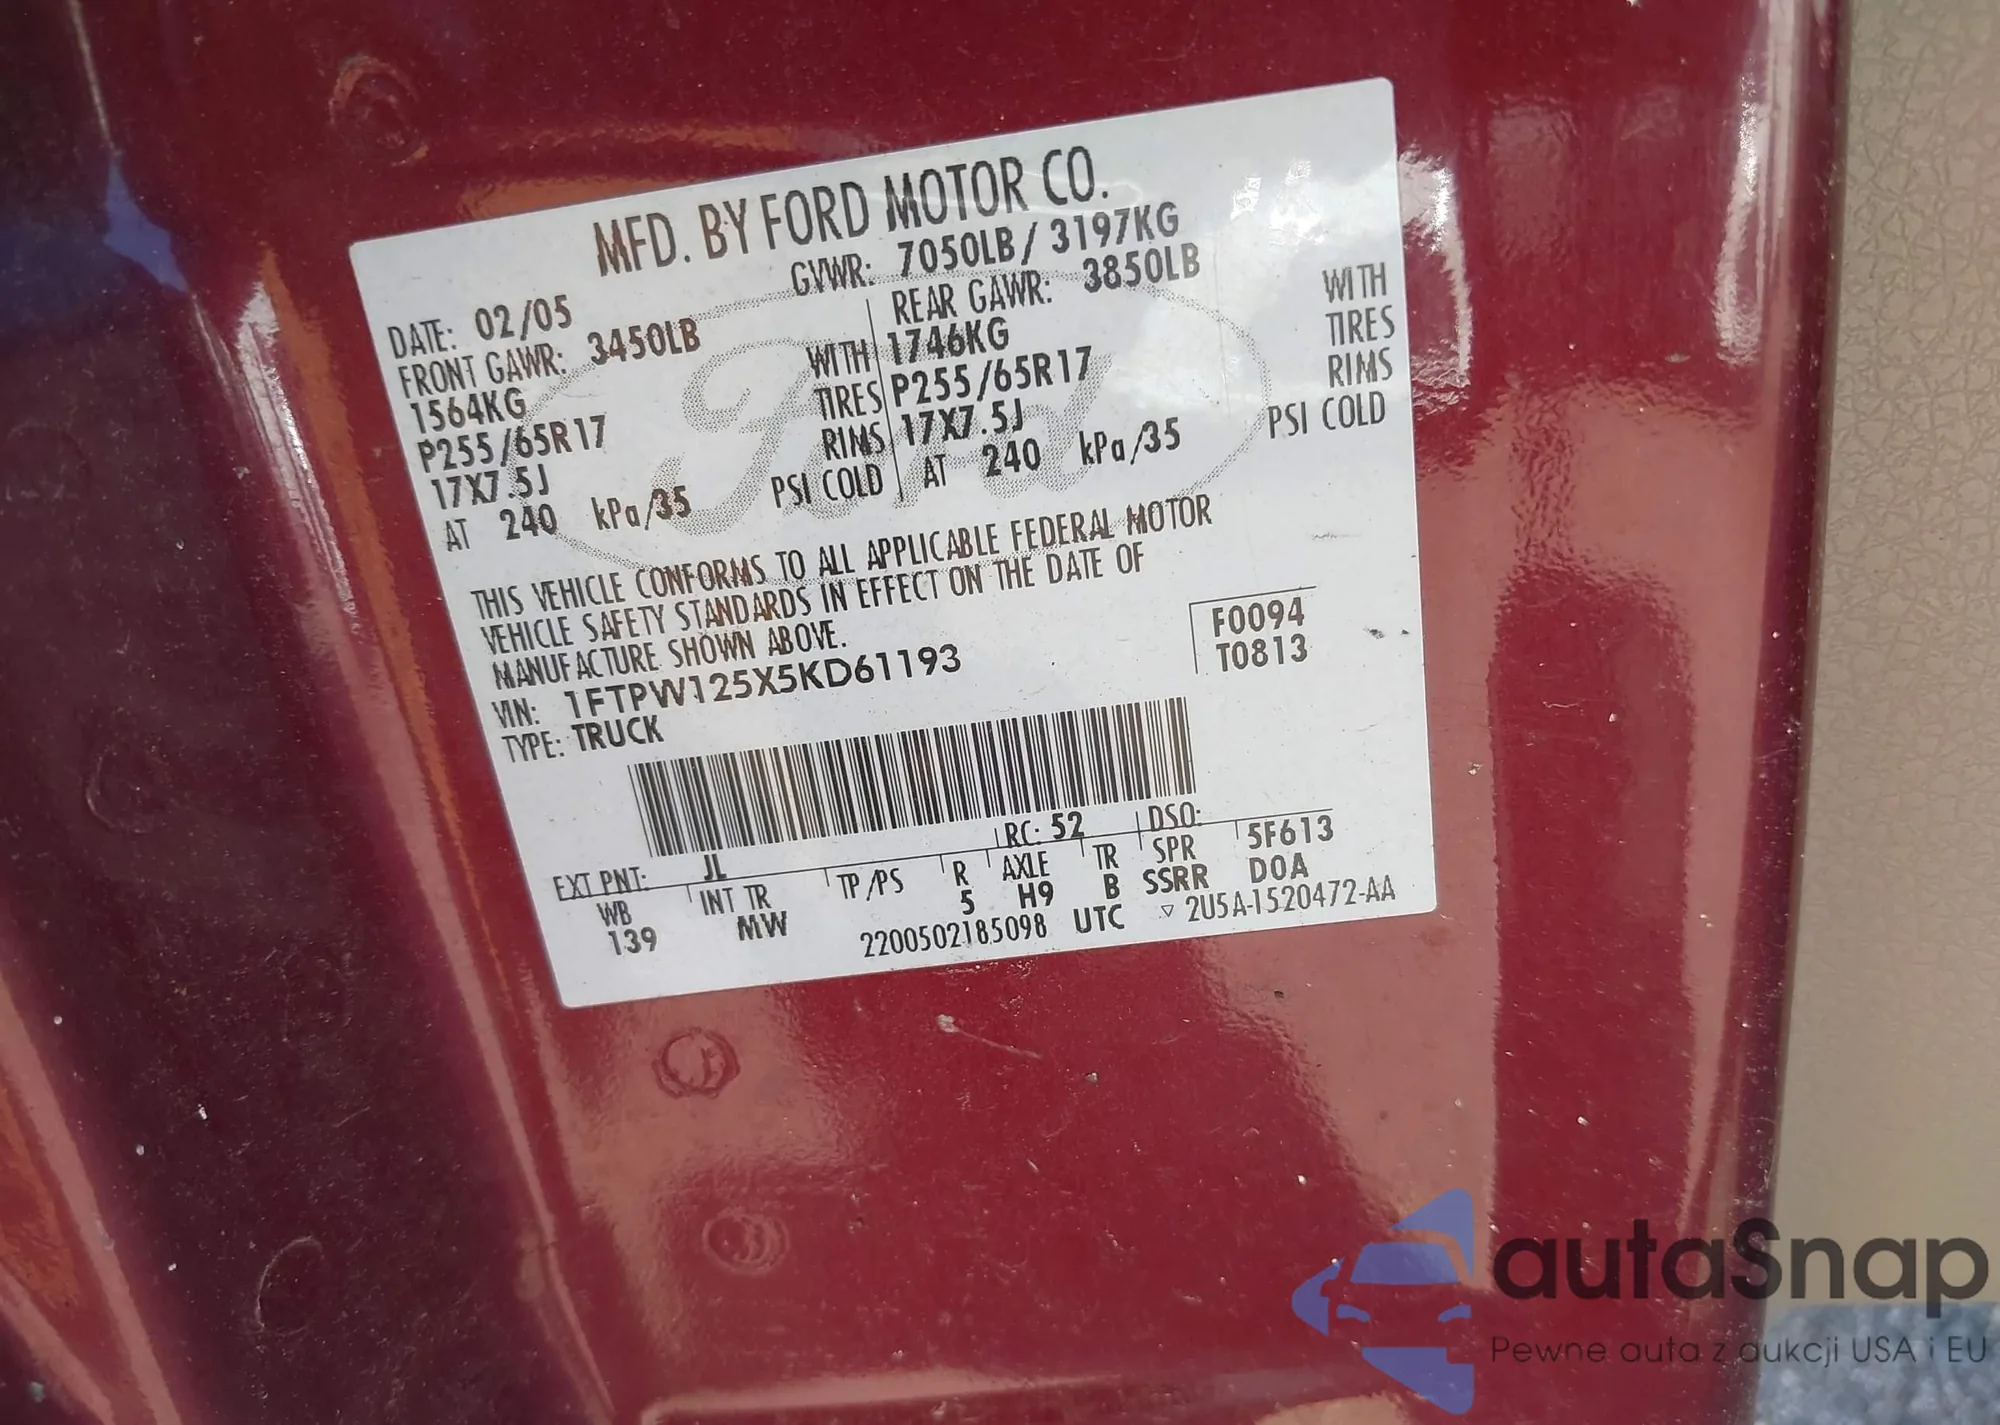 MFD. BY FORD MOTOR CO.
DATE: 02/05 GVWR: 7050LB / 3197KG
FRONT GAWR: 3450LB REAR GAWR: 3850LB
1564KG WITH 1746KG WITH
P255/65R17 TIRES P255/65R17 TIRES
17X7.5J RIMS 17X7.5J RIMS
AT 240 kPa/35 PSI COLD AT 240 kPa/35 PSI COLD
THIS VEHICLE CONFORMS TO ALL APPLICABLE FEDERAL MOTOR
VEHICLE SAFETY STANDARDS IN EFFECT ON THE DATE OF
MANUFACTURE SHOWN ABOVE.
VIN: 1FTPW125X5KD61193
TYPE: TRUCK
F0094
T0813
Ford
EXT PNT: JL RC: 52 DSO:
WB INT TR TP/PS R AXLE TR SPR 5F613
139 MW 5 H9 B SSRR D0A
2200502185098 UTC ▽ 2U5A-1520472-AA
autaSnap
Pewne auta z aukcji USA i EU